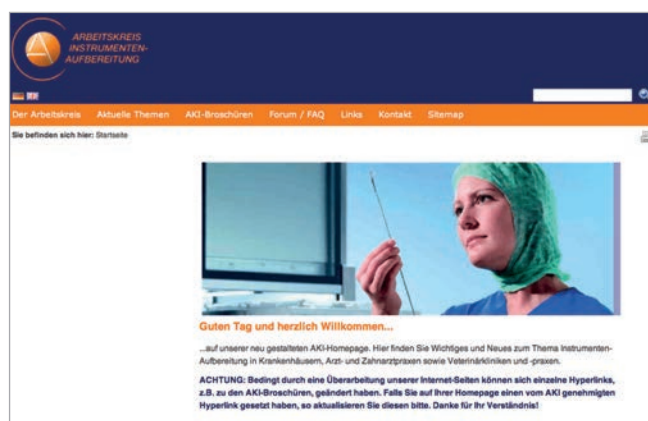 ARBEITSKREIS
INSTRUMENTEN-
AUFBEREITUNG
Der Arbeitskreis Aktuelle Themen AKI-Broschüren Forum / FAQ Links Kontakt Sitemap
Sie befinden sich hier: Startseite
Guten Tag und herzlich Willkommen...
...auf unserer neu gestalteten AKI-Homepage. Hier finden Sie Wichtiges und Neues zum Thema Instrumenten-
Aufbereitung in Krankenhäusern, Arzt- und Zahnarztpraxen sowie Veterinärkliniken und -praxen.
ACHTUNG: Bedingt durch eine Überarbeitung unserer Internet-Seiten können sich einzelne Hyperlinks,
z.B. zu den AKI-Broschüren, geändert haben. Falls Sie auf Ihrer Homepage einen vom AKI genehmigten
Hyperlink gesetzt haben, so aktualisieren Sie diesen bitte. Danke für Ihr Verständnis!